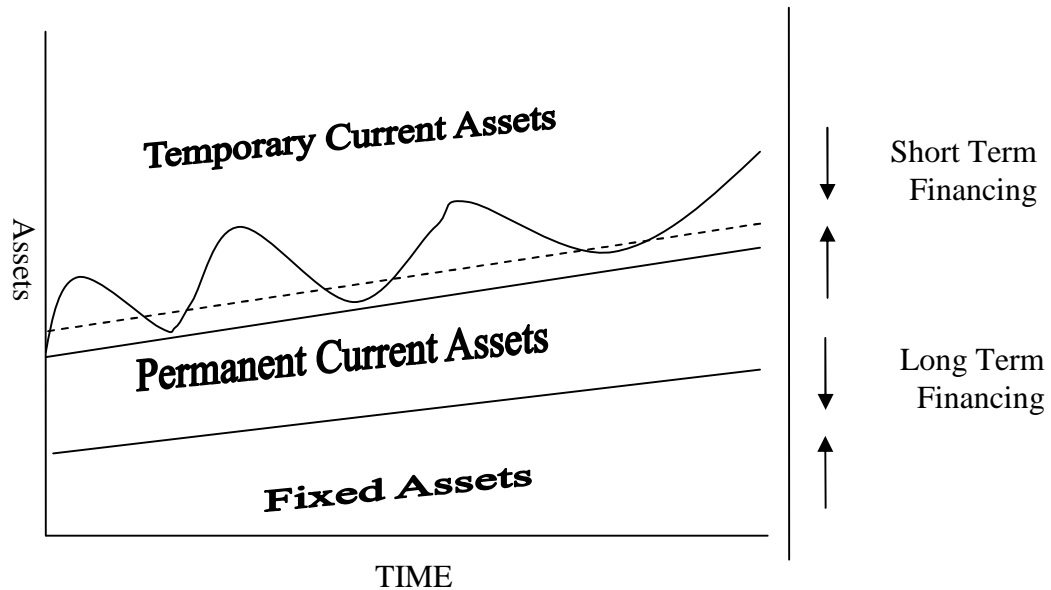 Temporary Current Assets
Short Term
Financing
Assets
Permanent Current Assets
Long Term
Financing
Fixed Assets
TIME